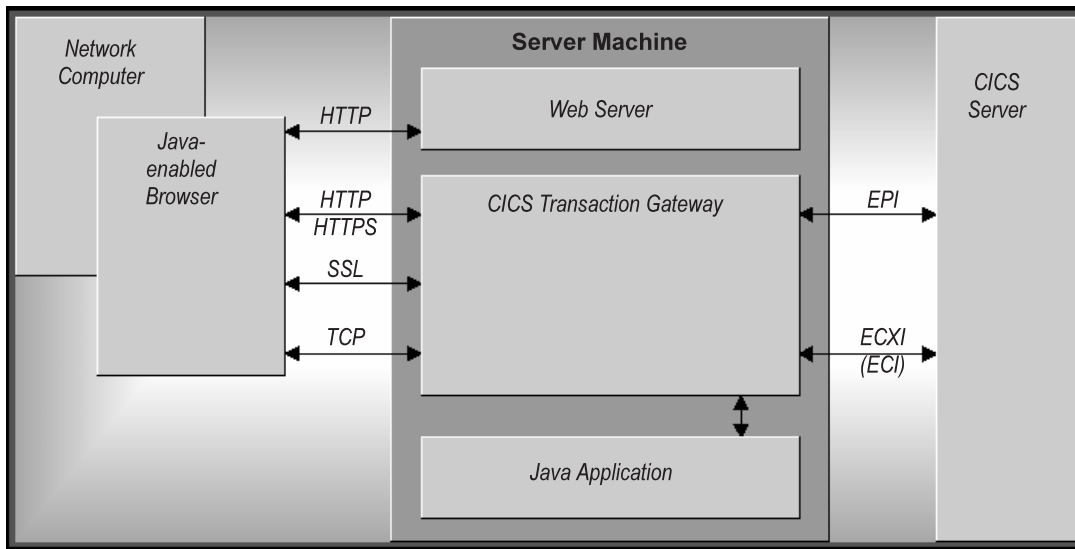 Network
Computer
Java-
enabled
Browser
HTTP
HTTP
HTTPS
SSL
TCP
Server Machine
Web Server
CICS Transaction Gateway
Java Application
EPI
ECXI
(ECI)
CICS
Server